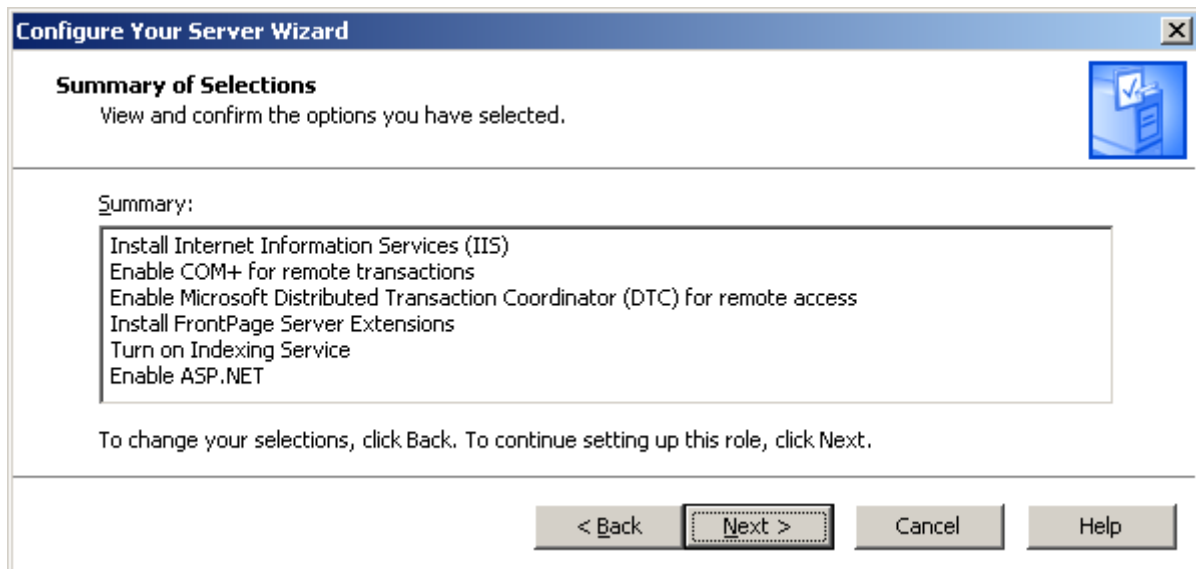 Configure Your Server Wizard
Summary of Selections
View and confirm the options you have selected.
Summary:
Install Internet Information Services (IIS)
Enable COM+ for remote transactions
Enable Microsoft Distributed Transaction Coordinator (DTC) for remote access
Install FrontPage Server Extensions
Turn on Indexing Service
Enable ASP.NET
To change your selections, click Back. To continue setting up this role, click Next.
< Back Next > Cancel Help